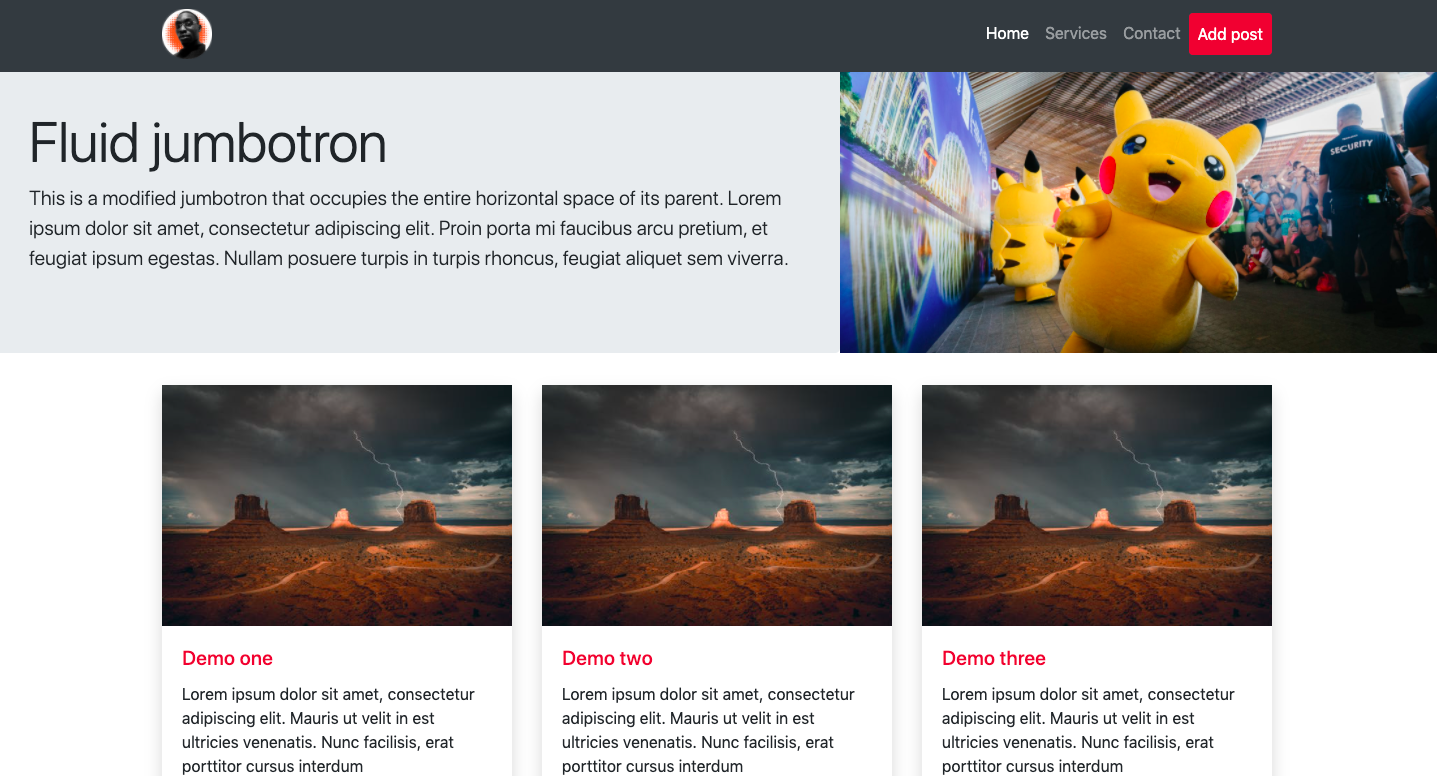 Home Services Contact Add post
Fluid jumbotron
This is a modified jumbotron that occupies the entire horizontal space of its parent. Lorem
ipsum dolor sit amet, consectetur adipiscing elit. Proin porta mi faucibus arcu pretium, et
feugiat ipsum egestas. Nullam posuere turpis in turpis rhoncus, feugiat aliquet sem viverra.
SECURITY
Demo one
Lorem ipsum dolor sit amet, consectetur
adipiscing elit. Mauris ut velit in est
ultricies venenatis. Nunc facilisis, erat
porttitor cursus interdum
Demo two
Lorem ipsum dolor sit amet, consectetur
adipiscing elit. Mauris ut velit in est
ultricies venenatis. Nunc facilisis, erat
porttitor cursus interdum
Demo three
Lorem ipsum dolor sit amet, consectetur
adipiscing elit. Mauris ut velit in est
ultricies venenatis. Nunc facilisis, erat
porttitor cursus interdum